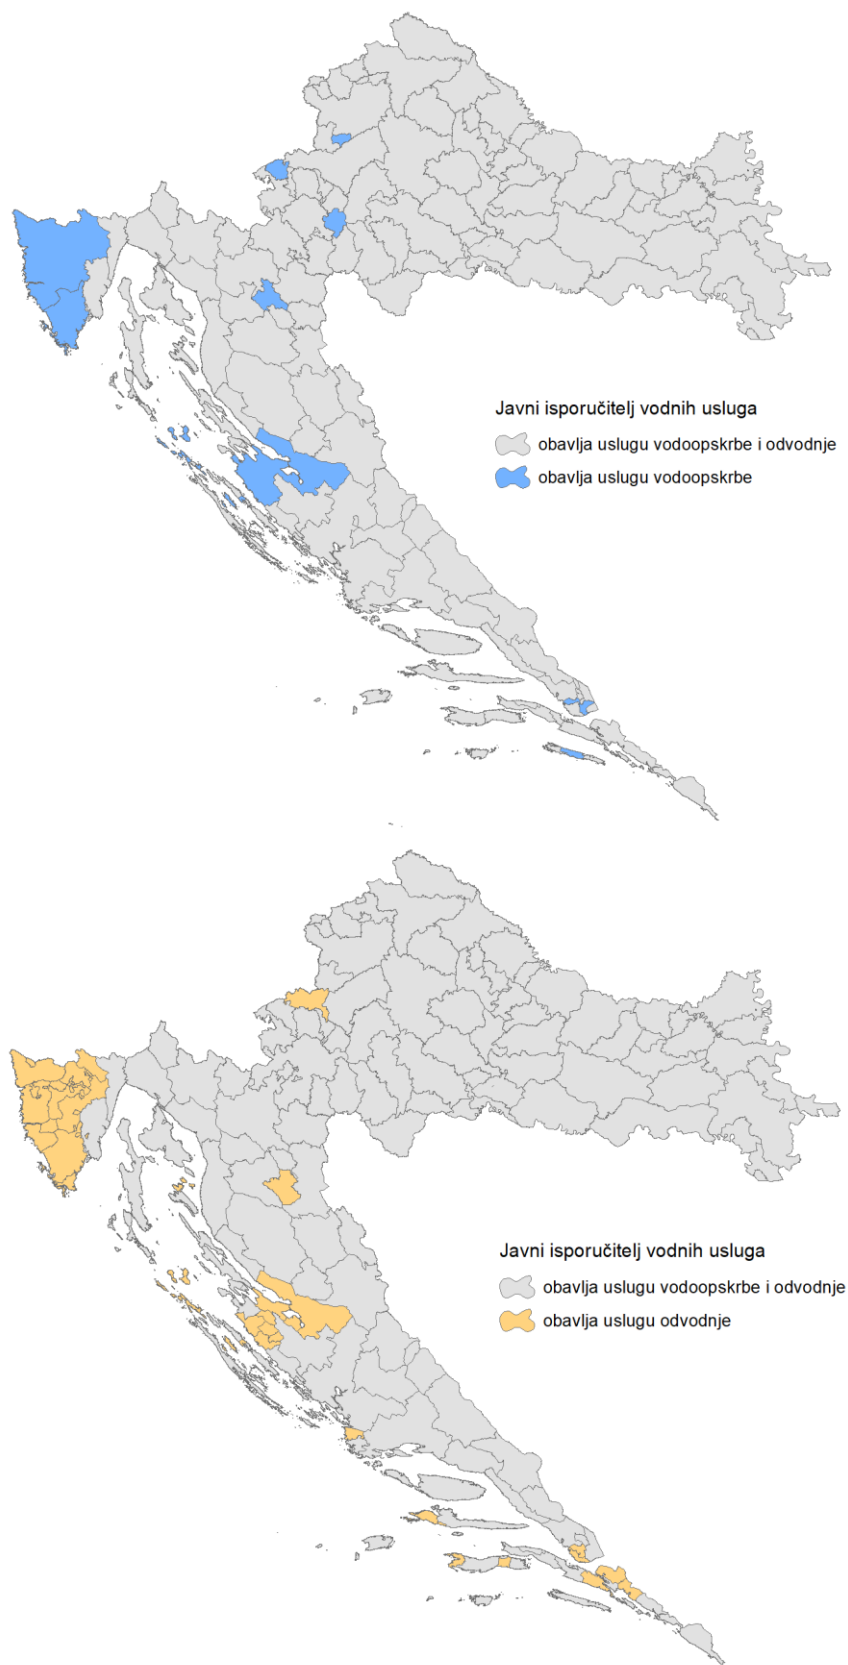 Javni isporučitelj vodnih usluga
obavlja uslugu vodoopskrbe i odvodnje
obavlja uslugu vodoopskrbe
Javni isporučitelj vodnih usluga
obavlja uslugu vodoopskrbe i odvodnje
obavlja uslugu odvodnje